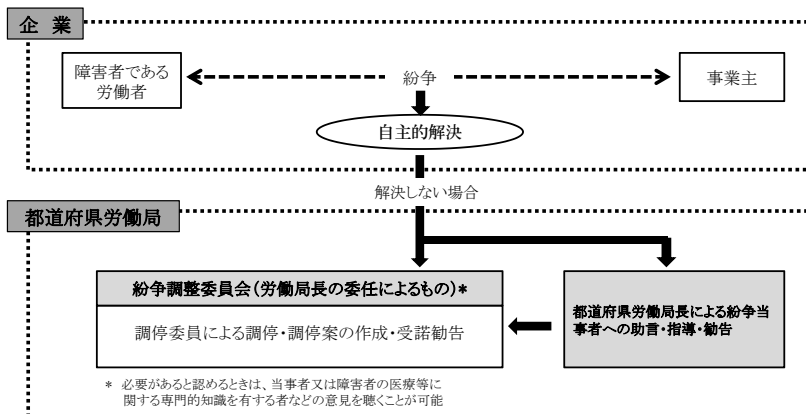 企 業
障害者である
労働者
紛争
事業主
自主的解決
解決しない場合
都道府県労働局
紛争調整委員会(労働局長の委任によるもの)*
調停委員による調停・調停案の作成・受諾勧告
都道府県労働局長による紛争当
事者への助言・指導・勧告
* 必要があると認めるときは、当事者又は障害者の医療等に
関する専門的知識を有する者などの意見を聴くことが可能